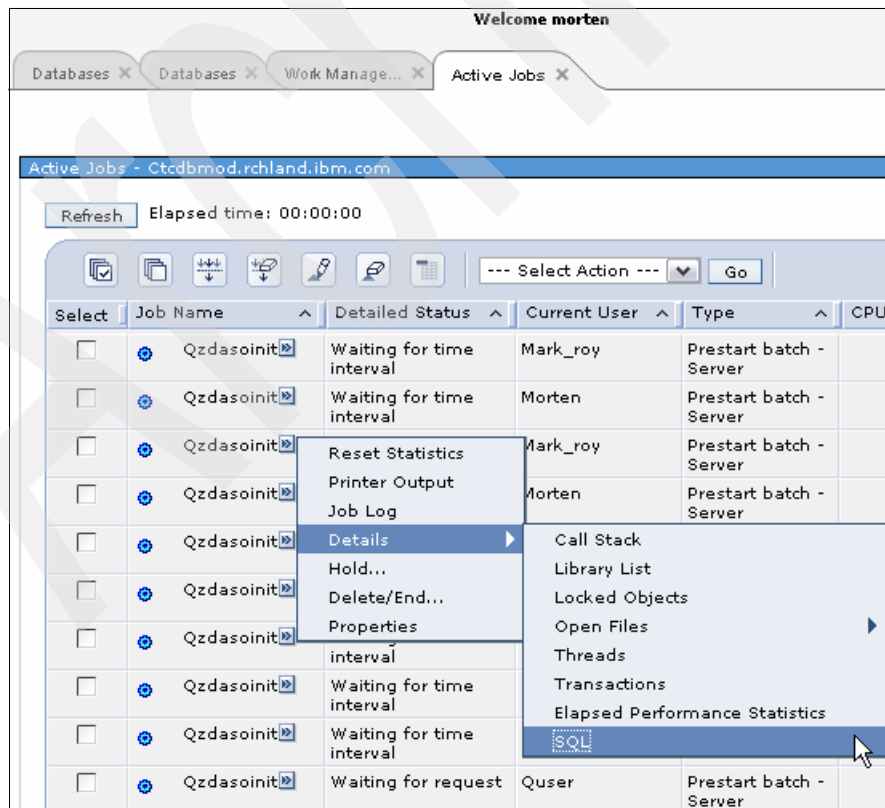 Welcome morten
Databases Databases Work Manage... Active Jobs
Active Jobs - Ctcdbmod.rchland.ibm.com
Refresh Elapsed time: 00:00:00
--- Select Action --- Go
Select Job Name Detailed Status Current User Type CPU
Qzdasoinit Waiting for time interval Mark_roy Prestart batch - Server
Qzdasoinit Waiting for time interval Morten Prestart batch - Server
Qzdasoinit Mark_roy Prestart batch - Server
Qzdasoinit Morten Prestart batch - Server
Qzdasoinit
Qzdasoinit
Qzdasoinit interval
Qzdasoinit Waiting for time interval
Qzdasoinit Waiting for time interval
Qzdasoinit Waiting for request Quser Prestart batch - Server
Reset Statistics
Printer Output
Job Log
Details
Hold...
Delete/End...
Properties
Call Stack
Library List
Locked Objects
Open Files
Threads
Transactions
Elapsed Performance Statistics
SQL